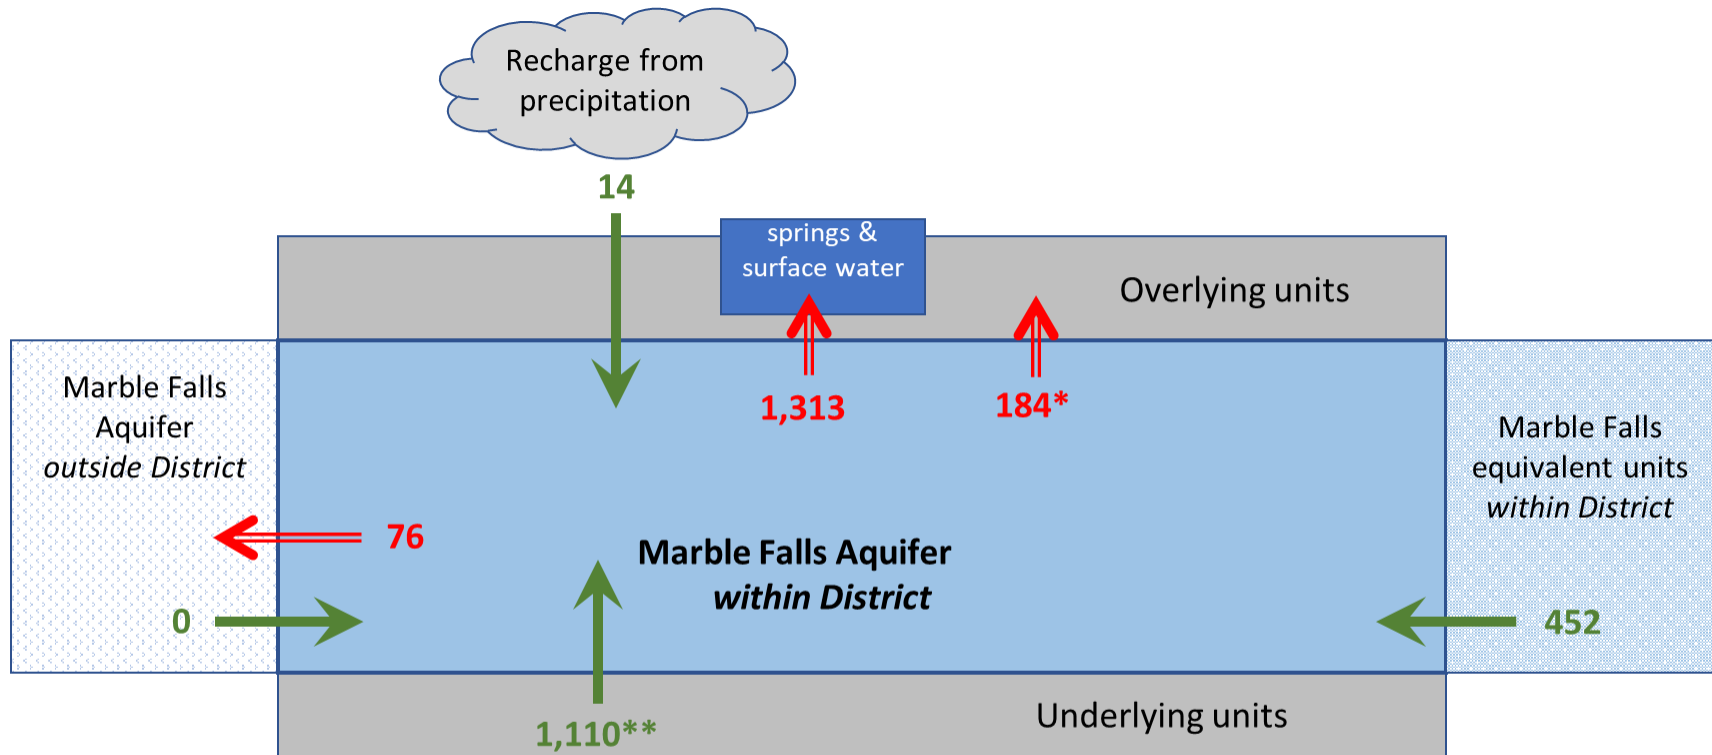 Recharge from
precipitation
14
springs &
surface water
Overlying units
Marble Falls
Aquifer
outside District
1,313
184*
Marble Falls
equivalent units
within District
76
Marble Falls Aquifer
within District
0
452
1,110**
Underlying units